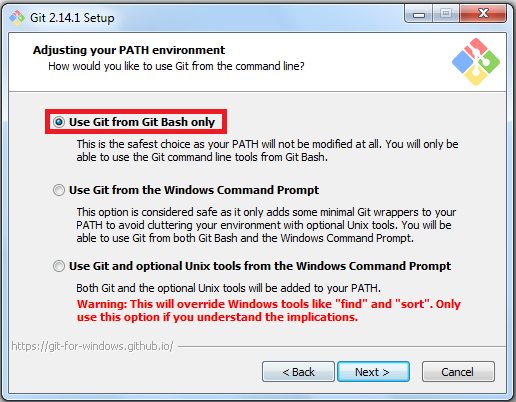 Git 2.14.1 Setup
Adjusting your PATH environment
How would you like to use Git from the command line?
Use Git from Git Bash only
This is the safest choice as your PATH will not be modified at all. You will only be
able to use the Git command line tools from Git Bash.
Use Git from the Windows Command Prompt
This option is considered safe as it only adds some minimal Git wrappers to your
PATH to avoid cluttering your environment with optional Unix tools. You will be
able to use Git from both Git Bash and the Windows Command Prompt.
Use Git and optional Unix tools from the Windows Command Prompt
Both Git and the optional Unix tools will be added to your PATH.
Warning: This will override Windows tools like "find" and "sort". Only
use this option if you understand the implications.
https://git-for-windows.github.io/
< Back
Next >
Cancel